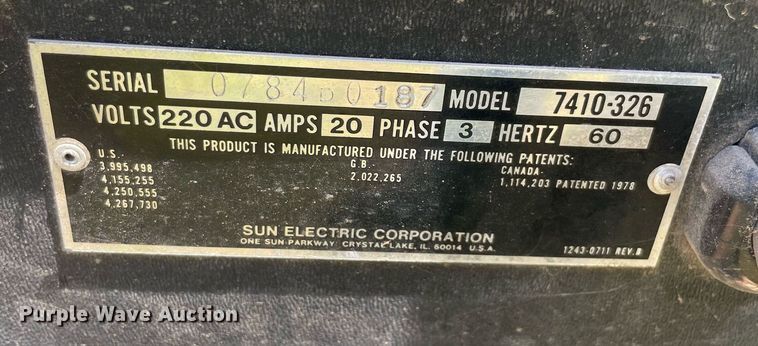 SERIAL 0784B0187 MODEL 7410-326
VOLTS 220 AC AMPS 20 PHASE 3 HERTZ 60
THIS PRODUCT IS MANUFACTURED UNDER THE FOLLOWING PATENTS:
U.S.-
3,995,498
4,155,255
4,250,555
4,267,730
G.B.
2,022,265
CANADA-
1,114,203 PATENTED 1978
SUN ELECTRIC CORPORATION
ONE SUN PARKWAY CRYSTAL LAKE, IL. 60014 U.S.A.
1243-0711 REV.B
Purple Wave Auction